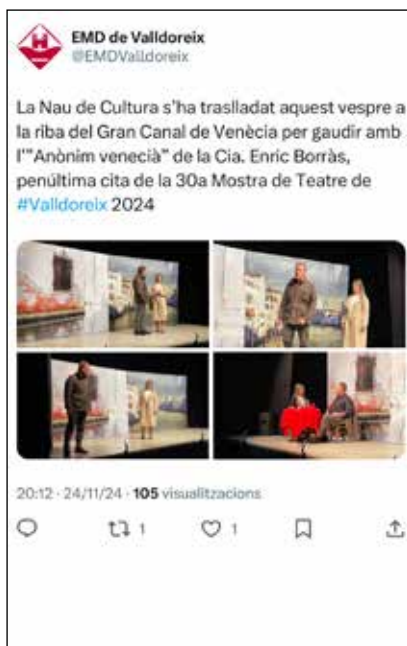 EMD de Valldoreix
@EMDValldoreix
La Nau de Cultura s'ha traslladat aquest vespre a
la riba del Gran Canal de Venècia per gaudir amb
l'"Anònim venecià" de la Cia. Enric Borràs,
penúltima cita de la 30a Mostra de Teatre de
#Valldoreix 2024
20:12 · 24/11/24 · 105 visualitzacions
1 1